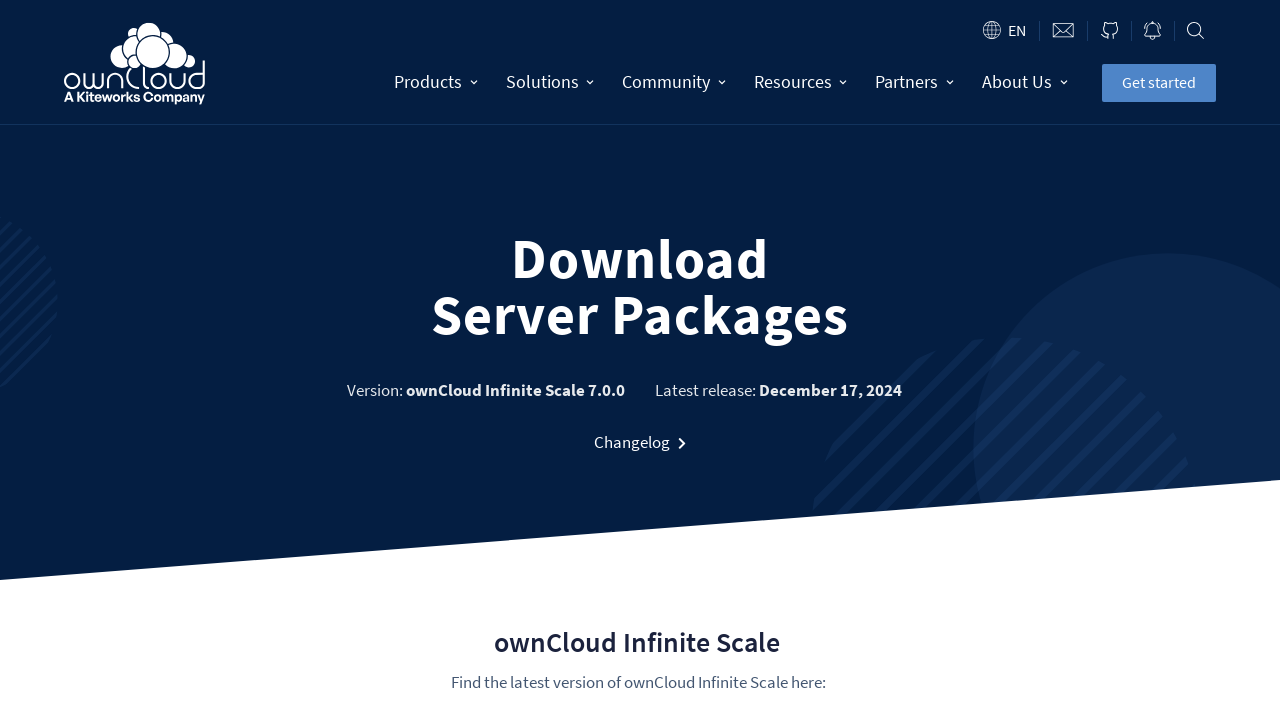 EN
ownCloud
A Kiteworks Company
Products Solutions Community Resources Partners About Us Get started
Download
Server Packages
Version: ownCloud Infinite Scale 7.0.0 Latest release: December 17, 2024
Changelog
ownCloud Infinite Scale
Find the latest version of ownCloud Infinite Scale here: